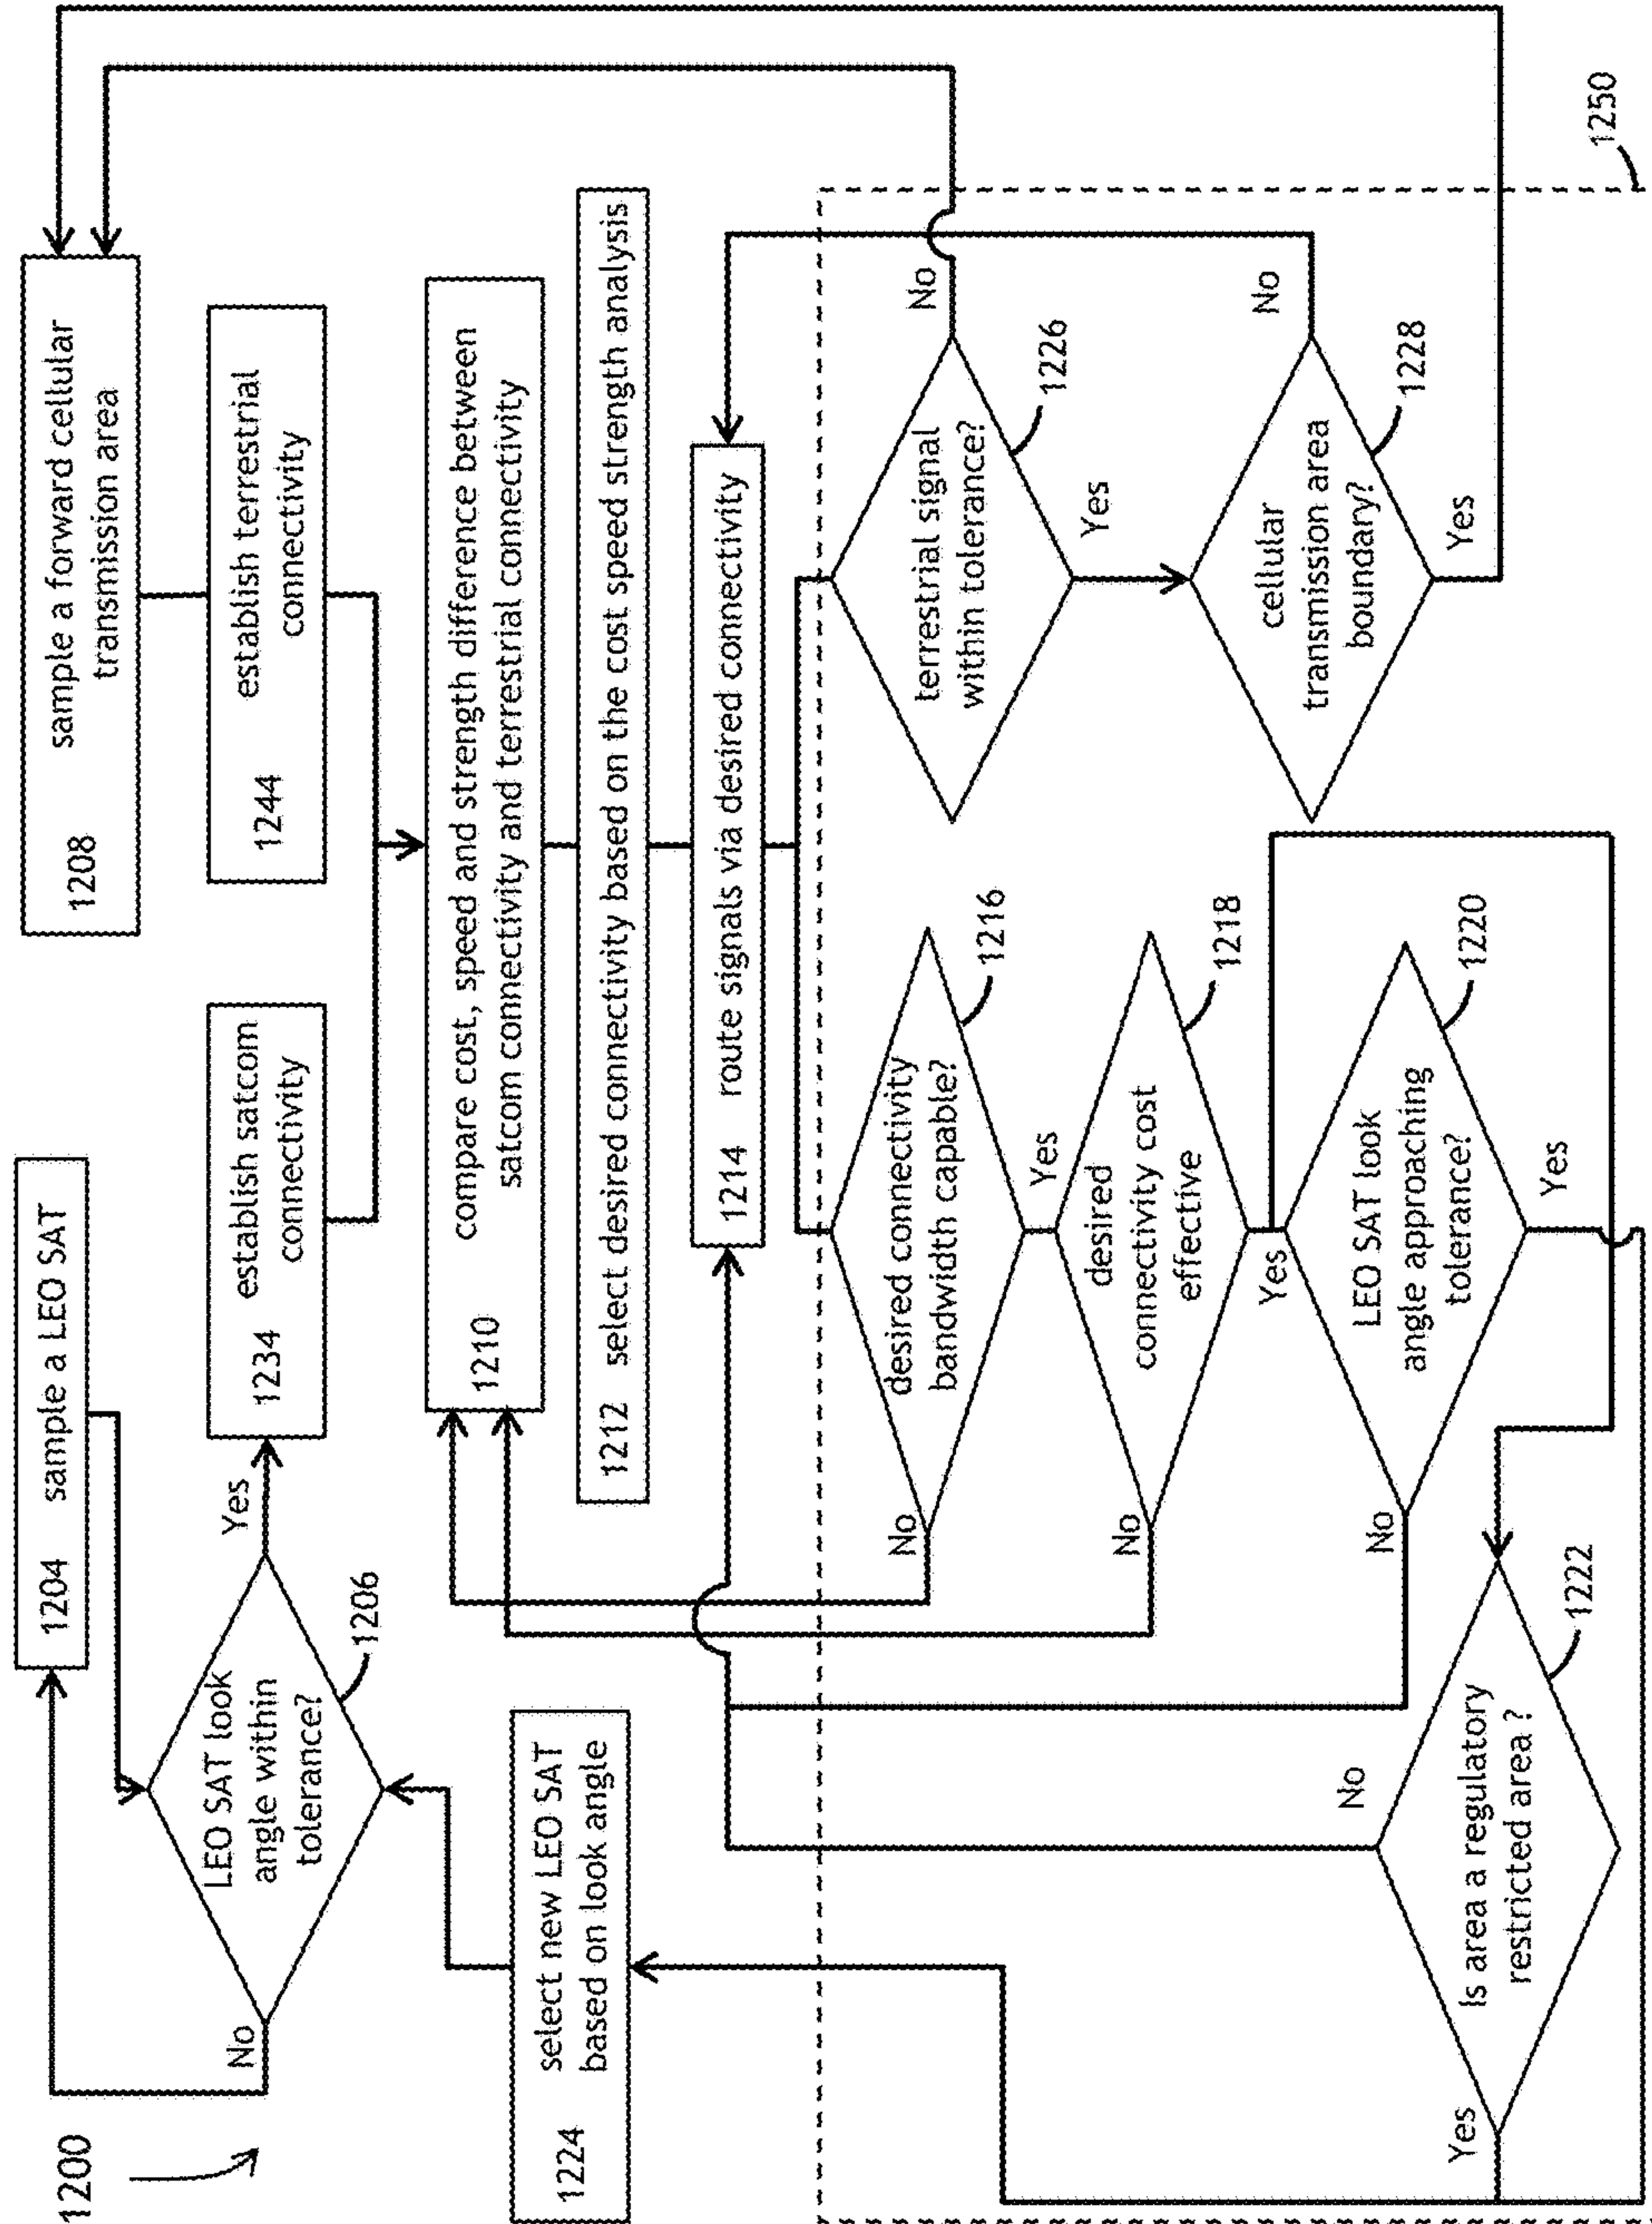 1200
1204 sample a LEO SAT
1208 sample a forward cellular
transmission area
LEO SAT look
angle within
tolerance?
1206
No
Yes
1234 establish satcom
connectivity
1244 establish terrestrial
connectivity
1210 compare cost, speed and strength difference between
satcom connectivity and terrestrial connectivity
1224 select new LEO SAT
based on look angle
1212 select desired connectivity based on the cost speed strength analysis
1214 route signals via desired connectivity
desired connectivity
bandwidth capable?
1216
No
Yes
terrestrial signal
within tolerance?
1226
No
Yes
desired
connectivity cost
effective
1218
No
Yes
cellular
transmission area
boundary?
1228
No
Yes
LEO SAT look
angle approaching
tolerance?
1220
No
Yes
Is area a regulatory
restricted area ?
1222
No
Yes
1250